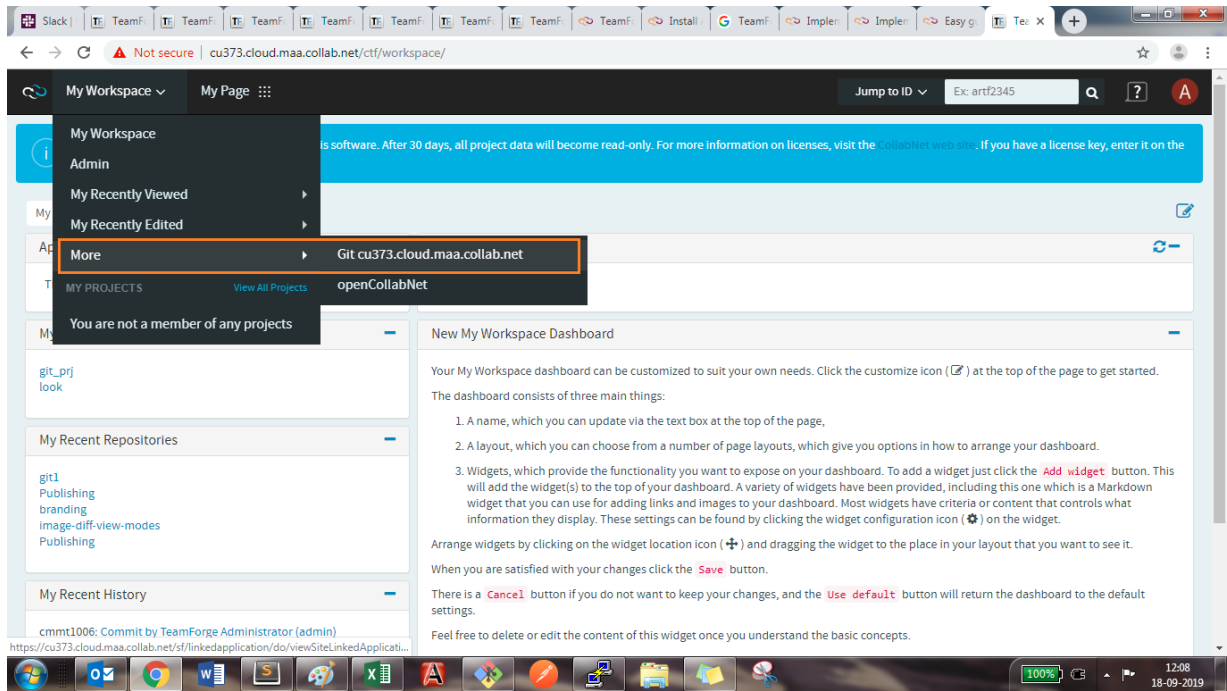 Slack | TeamF TeamF TeamF TeamF TeamF TeamF TeamF TeamF Install TeamF Implen Implen Easy gu Tea
Not secure | cu373.cloud.maa.collab.net/ctf/workspace/
My Workspace My Page Jump to ID Ex: artf2345 ? A
My Workspace
is software. After 30 days, all project data will become read-only. For more information on licenses, visit the CollabNet web site. If you have a license key, enter it on the
Admin
My Recently Viewed
My
My Recently Edited
Ap
More Git cu373.cloud.maa.collab.net
T MY PROJECTS View All Projects openCollabNet
You are not a member of any projects
My
New My Workspace Dashboard
git_prj
look
Your My Workspace dashboard can be customized to suit your own needs. Click the customize icon ( ) at the top of the page to get started.
The dashboard consists of three main things:
1. A name, which you can update via the text box at the top of the page,
2. A layout, which you can choose from a number of page layouts, which give you options in how to arrange your dashboard.
3. Widgets, which provide the functionality you want to expose on your dashboard. To add a widget just click the Add widget button. This
will add the widget(s) to the top of your dashboard. A variety of widgets have been provided, including this one which is a Markdown
widget that you can use for adding links and images to your dashboard. Most widgets have criteria or content that controls what
information they display. These settings can be found by clicking the widget configuration icon ( ) on the widget.
Arrange widgets by clicking on the widget location icon ( ) and dragging the widget to the place in your layout that you want to see it.
When you are satisfied with your changes click the Save button.
There is a Cancel button if you do not want to keep your changes, and the Use default button will return the dashboard to the default
settings.
Feel free to delete or edit the content of this widget once you understand the basic concepts.
My Recent Repositories
git1
Publishing
branding
image-diff-view-modes
Publishing
My Recent History
cmmt1006: Commit by TeamForge Administrator (admin)
https://cu373.cloud.maa.collab.net/sf/linkedapplication/do/viewSiteLinkedApplicati...
100% 12:08
18-09-2019